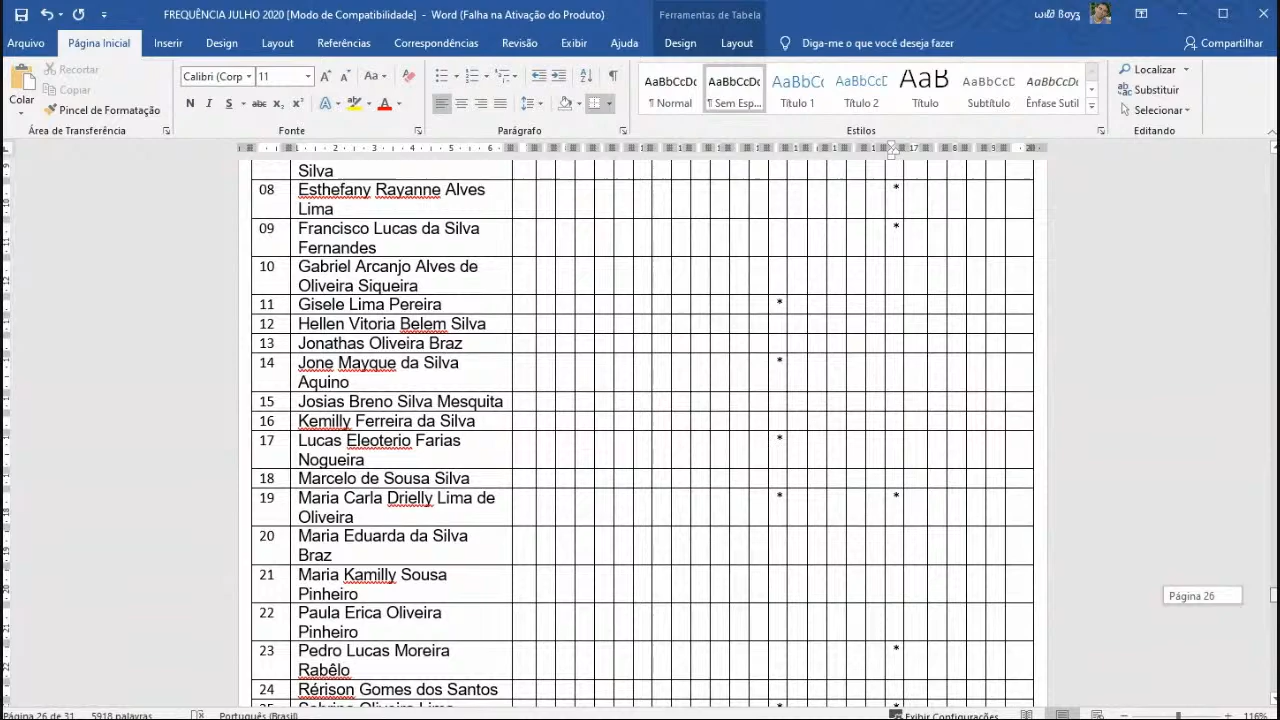 FREQUÊNCIA JULHO 2020 [Modo de Compatibilidade] - Word (Falha na Ativação do Produto)
Ferramentas de Tabela
Arquivo Página Inicial Inserir Design Layout Referências Correspondências Revisão Exibir Ajuda Design Layout Diga-me o que você deseja fazer Compartilhar
Colar
Recortar
Copiar
Pincel de Formatação
Área de Transferência
Calibri (Corp 11
N I S abc x₂ x²
Fonte
Parágrafo
AaBbCcDc AaBbCcDc AaBbCc AaBbCcD AaB AaBbCcD AaBbCcDc
¶ Normal ¶ Sem Esp... Título 1 Título 2 Título Subtítulo Ênfase Sutil
Estilos
Localizar
Substituir
Selecionar
Editando
Silva
08 Esthefany Rayanne Alves *
Lima
09 Francisco Lucas da Silva *
Fernandes
10 Gabriel Arcanjo Alves de
Oliveira Siqueira
11 Gisele Lima Pereira *
12 Hellen Vitoria Belem Silva
13 Jonathas Oliveira Braz
14 Jone Mayque da Silva *
Aquino
15 Josias Breno Silva Mesquita
16 Kemilly Ferreira da Silva
17 Lucas Eleoterio Farias *
Nogueira
18 Marcelo de Sousa Silva
19 Maria Carla Drielly Lima de * *
Oliveira
20 Maria Eduarda da Silva
Braz
21 Maria Kamilly Sousa
Pinheiro
22 Paula Erica Oliveira
Pinheiro
23 Pedro Lucas Moreira *
Rabêlo
24 Rérison Gomes dos Santos
Página 26
Página 26 de 31 5918 palavras Português (Brasil) Exibir Configurações 116%